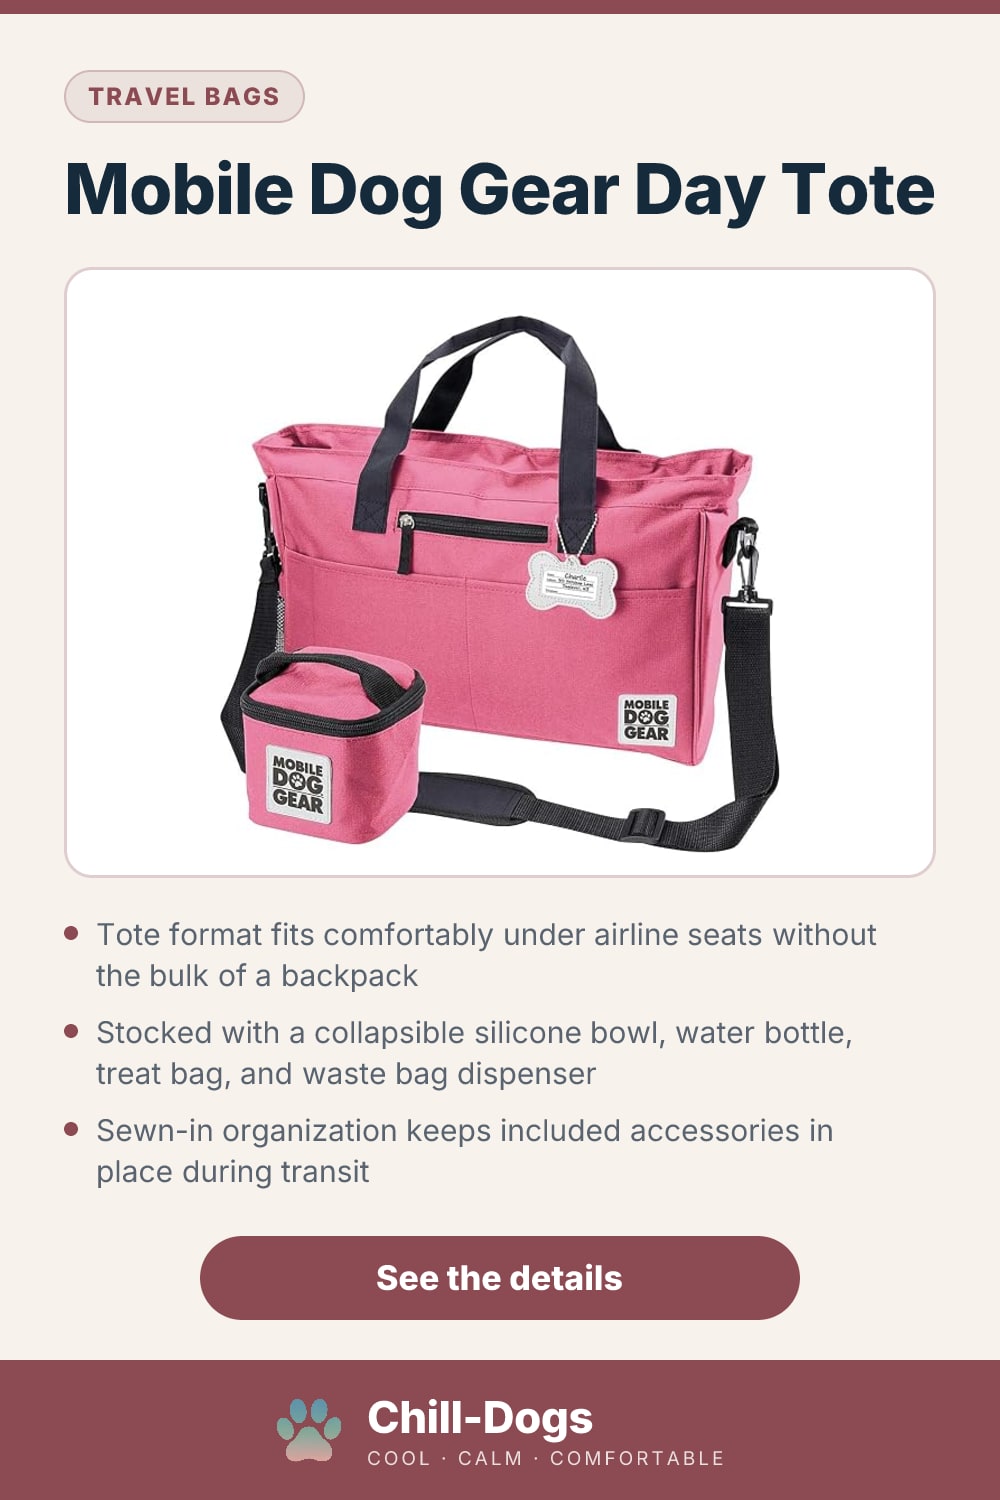 TRAVEL BAGS
Mobile Dog Gear Day Tote
Charlie
MOBILE
DOG
GEAR
MOBILE
DOG
GEAR
Tote format fits comfortably under airline seats without
the bulk of a backpack
Stocked with a collapsible silicone bowl, water bottle,
treat bag, and waste bag dispenser
Sewn-in organization keeps included accessories in
place during transit
See the details
Chill-Dogs
COOL · CALM · COMFORTABLE